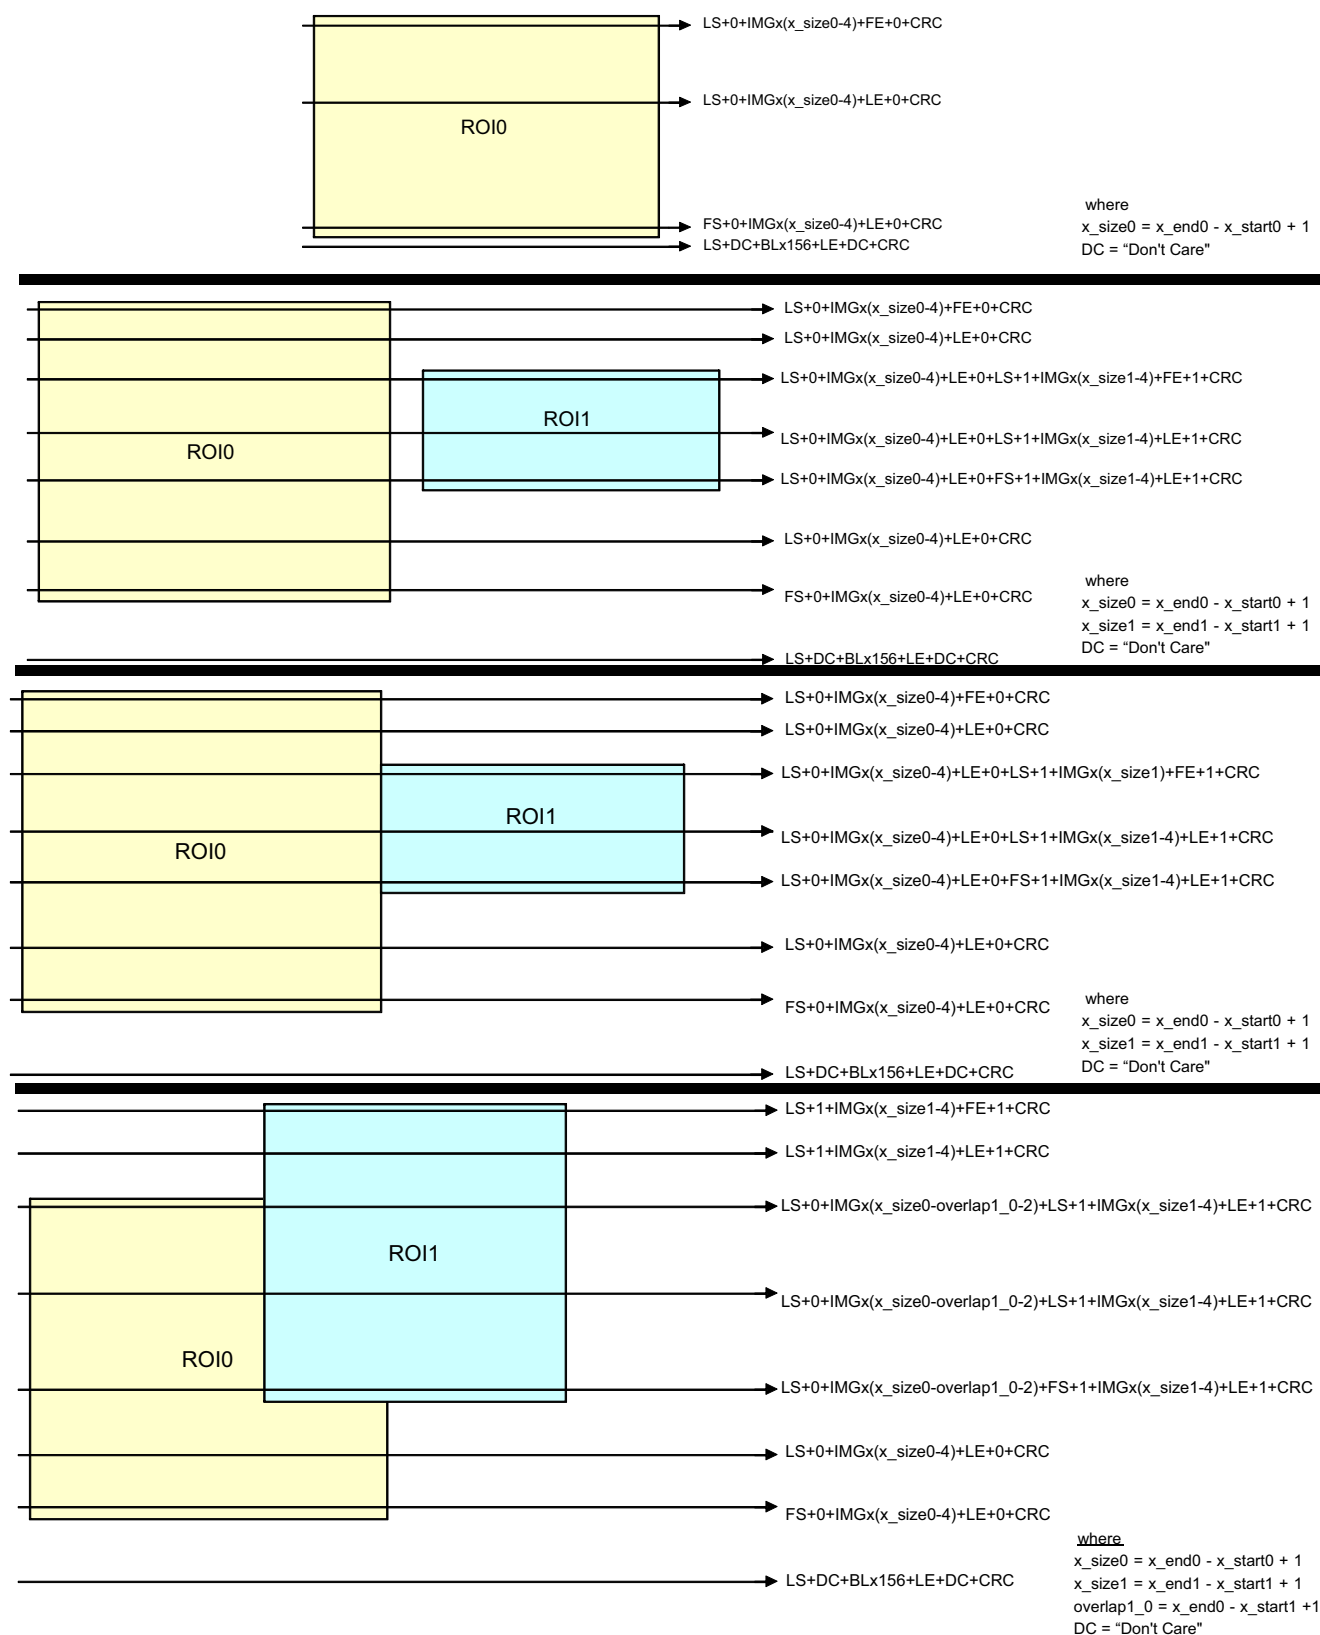 LS+0+IMGx(x_size0-4)+FE+0+CRC
LS+0+IMGx(x_size0-4)+LE+0+CRC
ROI0
FS+0+IMGx(x_size0-4)+LE+0+CRC
LS+DC+BLx156+LE+DC+CRC
where
x_size0 = x_end0 - x_start0 + 1
DC = “Don't Care"
LS+0+IMGx(x_size0-4)+FE+0+CRC
LS+0+IMGx(x_size0-4)+LE+0+CRC
LS+0+IMGx(x_size0-4)+LE+0+LS+1+IMGx(x_size1-4)+FE+1+CRC
ROI1
LS+0+IMGx(x_size0-4)+LE+0+LS+1+IMGx(x_size1-4)+LE+1+CRC
ROI0
LS+0+IMGx(x_size0-4)+LE+0+FS+1+IMGx(x_size1-4)+LE+1+CRC
LS+0+IMGx(x_size0-4)+LE+0+CRC
FS+0+IMGx(x_size0-4)+LE+0+CRC
where
x_size0 = x_end0 - x_start0 + 1
x_size1 = x_end1 - x_start1 + 1
DC = “Don't Care"
LS+DC+BLx156+LE+DC+CRC
LS+0+IMGx(x_size0-4)+FE+0+CRC
LS+0+IMGx(x_size0-4)+LE+0+CRC
LS+0+IMGx(x_size0-4)+LE+0+LS+1+IMGx(x_size1)+FE+1+CRC
ROI1
LS+0+IMGx(x_size0-4)+LE+0+LS+1+IMGx(x_size1-4)+LE+1+CRC
ROI0
LS+0+IMGx(x_size0-4)+LE+0+FS+1+IMGx(x_size1-4)+LE+1+CRC
LS+0+IMGx(x_size0-4)+LE+0+CRC
FS+0+IMGx(x_size0-4)+LE+0+CRC
where
x_size0 = x_end0 - x_start0 + 1
x_size1 = x_end1 - x_start1 + 1
DC = “Don't Care"
LS+DC+BLx156+LE+DC+CRC
LS+1+IMGx(x_size1-4)+FE+1+CRC
LS+1+IMGx(x_size1-4)+LE+1+CRC
LS+0+IMGx(x_size0-overlap1_0-2)+LS+1+IMGx(x_size1-4)+LE+1+CRC
ROI1
LS+0+IMGx(x_size0-overlap1_0-2)+LS+1+IMGx(x_size1-4)+LE+1+CRC
ROI0
LS+0+IMGx(x_size0-overlap1_0-2)+FS+1+IMGx(x_size1-4)+LE+1+CRC
LS+0+IMGx(x_size0-4)+LE+0+CRC
FS+0+IMGx(x_size0-4)+LE+0+CRC
where
x_size0 = x_end0 - x_start0 + 1
LS+DC+BLx156+LE+DC+CRC
x_size1 = x_end1 - x_start1 + 1
overlap1_0 = x_end0 - x_start1 +1
DC = “Don't Care"